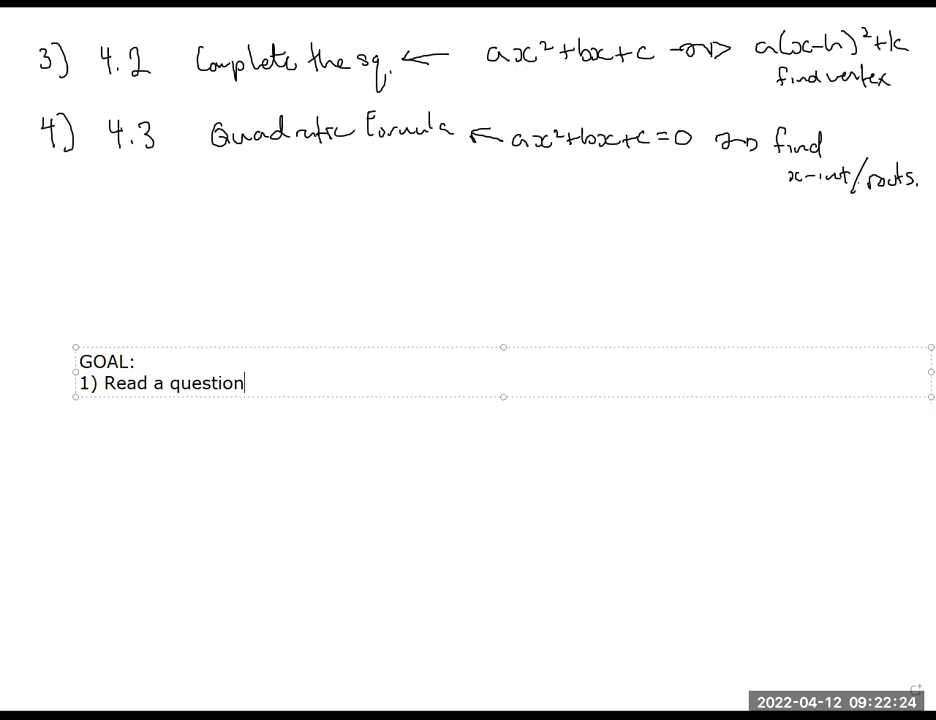 3) 4.2 Complete the sq. ← ax²+bx+c → a(x-h)²+k
find vertex
4) 4.3 Quadratic Formula ← ax²+bx+c=0 → find
x-int/roots.
GOAL:
1) Read a question
2022-04-12 09:22:24